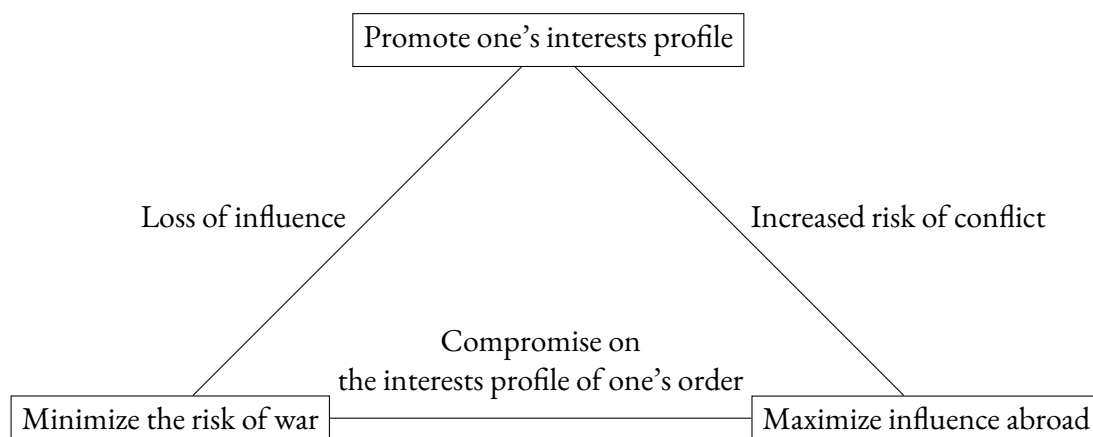 Promote one’s interests profile
Loss of influence
Increased risk of conflict
Compromise on
the interests profile of one’s order
Minimize the risk of war
Maximize influence abroad